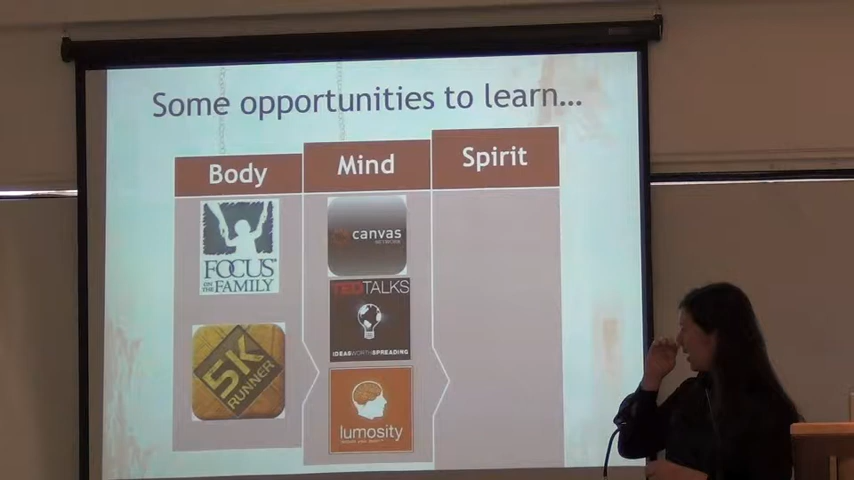 Some opportunities to learn...
Body
Mind
Spirit
FOCUS
ON THE FAMILY
5K
RUNNER
canvas
NETWORK
TEDTALKS
IDEAS WORTH SPREADING
lumosity